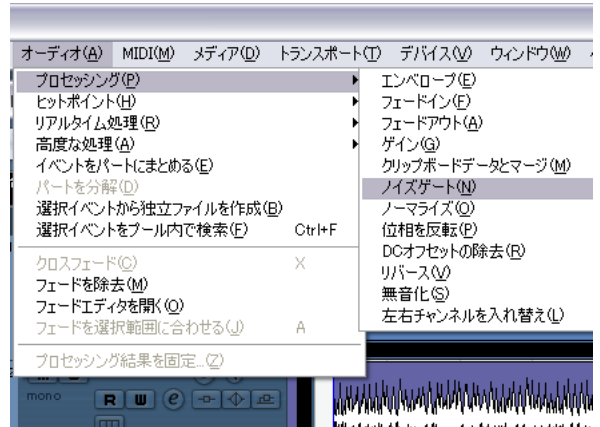 オーディオ(A) MIDI(M) メディア(D) トランスポート(T) デバイス(V) ウィンドウ(W)
プロセッシング(P)
ヒットポイント(H)
リアルタイム処理(R)
高度な処理(A)
イベントをパートにまとめる(E)
パートを分解(D)
選択イベントから独立ファイルを作成(B)
選択イベントをプール内で検索(F) Ctrl+F
クロスフェード(C) X
フェードを除去(M)
フェードエディタを開く(O)
フェードを選択範囲に合わせる(J) A
プロセッシング結果を固定...(Z)
エンベロープ(E)
フェードイン(F)
フェードアウト(A)
ゲイン(G)
クリップボードデータとマージ(M)
ノイズゲート(N)
ノーマライズ(O)
位相を反転(P)
DCオフセットの除去(R)
リバース(V)
無音化(S)
左右チャンネルを入れ替え(L)
mono R W e